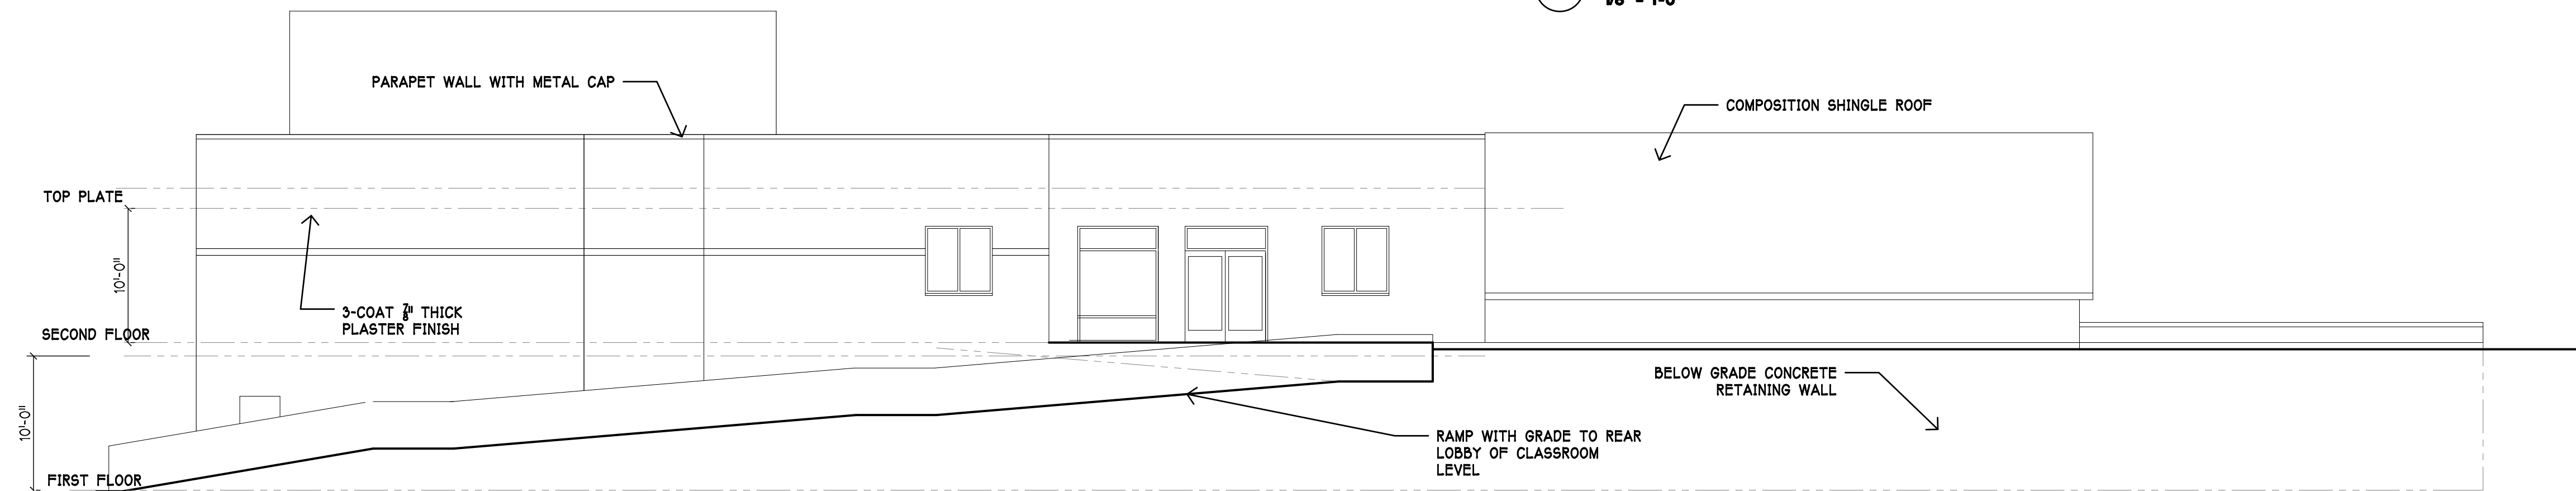 PARAPET WALL WITH METAL CAP
COMPOSITION SHINGLE ROOF
TOP PLATE
10'-0"
3-COAT 7/8" THICK
PLASTER FINISH
SECOND FLOOR
10'-0"
BELOW GRADE CONCRETE
RETAINING WALL
RAMP WITH GRADE TO REAR
LOBBY OF CLASSROOM
LEVEL
FIRST FLOOR